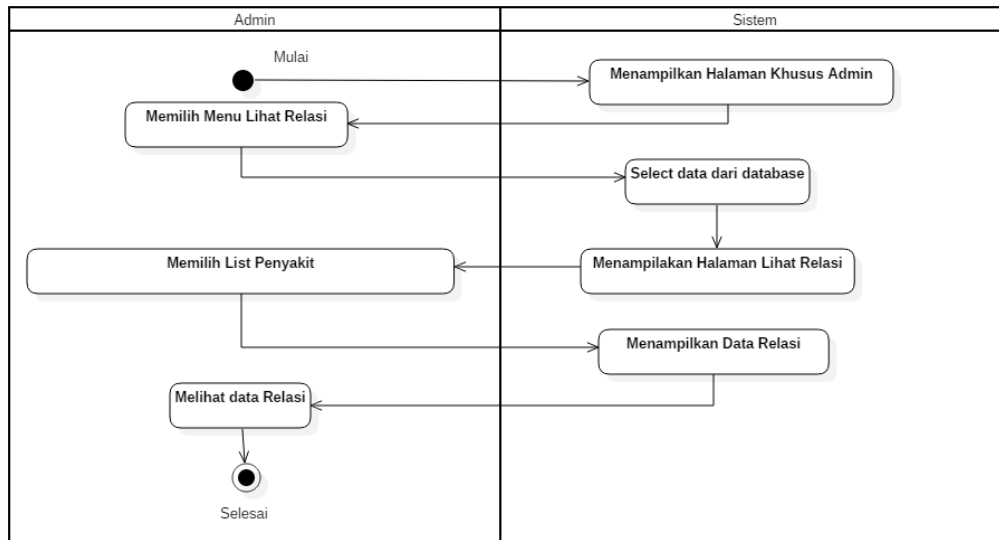 Admin
Sistem
Mulai
Menampilkan Halaman Khusus Admin
Memilih Menu Lihat Relasi
Select data dari database
Memilih List Penyakit
Menampilakan Halaman Lihat Relasi
Menampilkan Data Relasi
Melihat data Relasi
Selesai